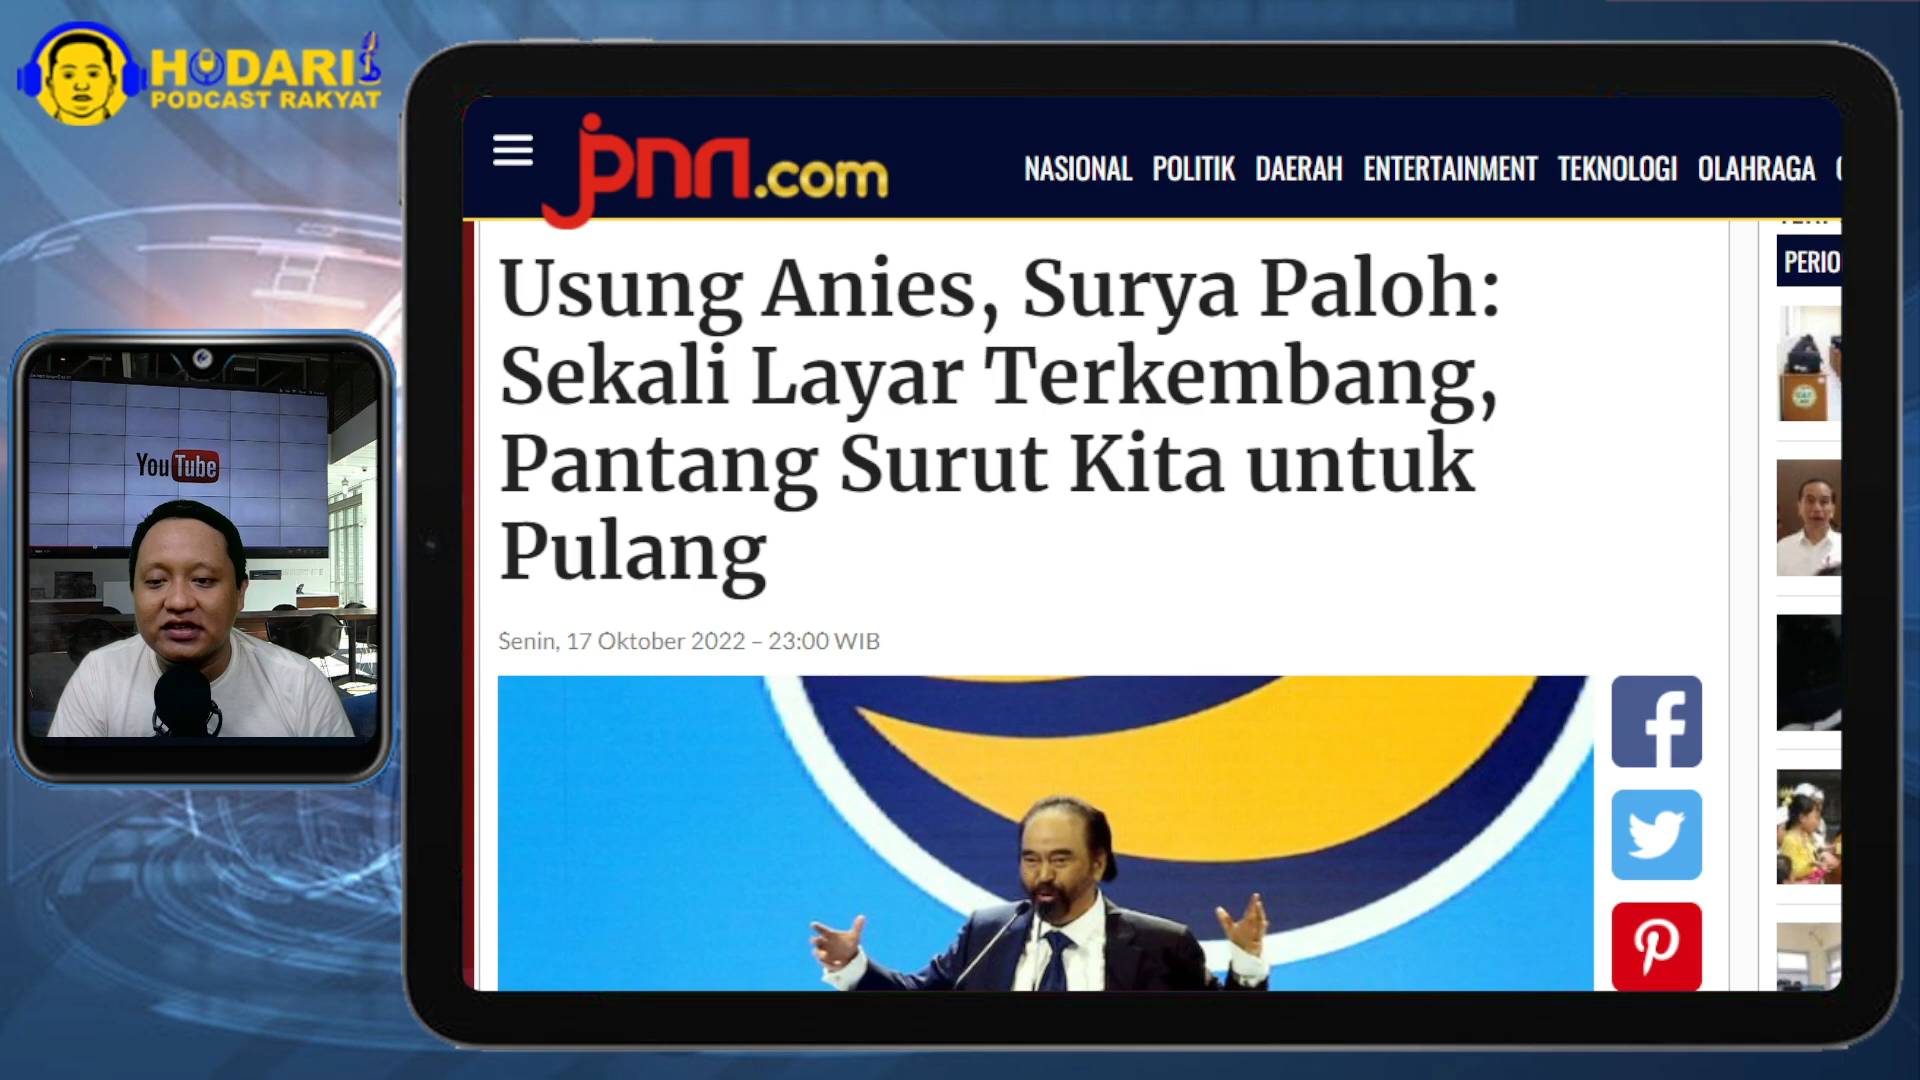 HODARI
PODCAST RAKYAT
YouTube
jpnn.com
NASIONAL POLITIK DAERAH ENTERTAINMENT TEKNOLOGI OLAHRAGA
PERIO
Usung Anies, Surya Paloh:
Sekali Layar Terkembang,
Pantang Surut Kita untuk
Pulang
Senin, 17 Oktober 2022 – 23:00 WIB